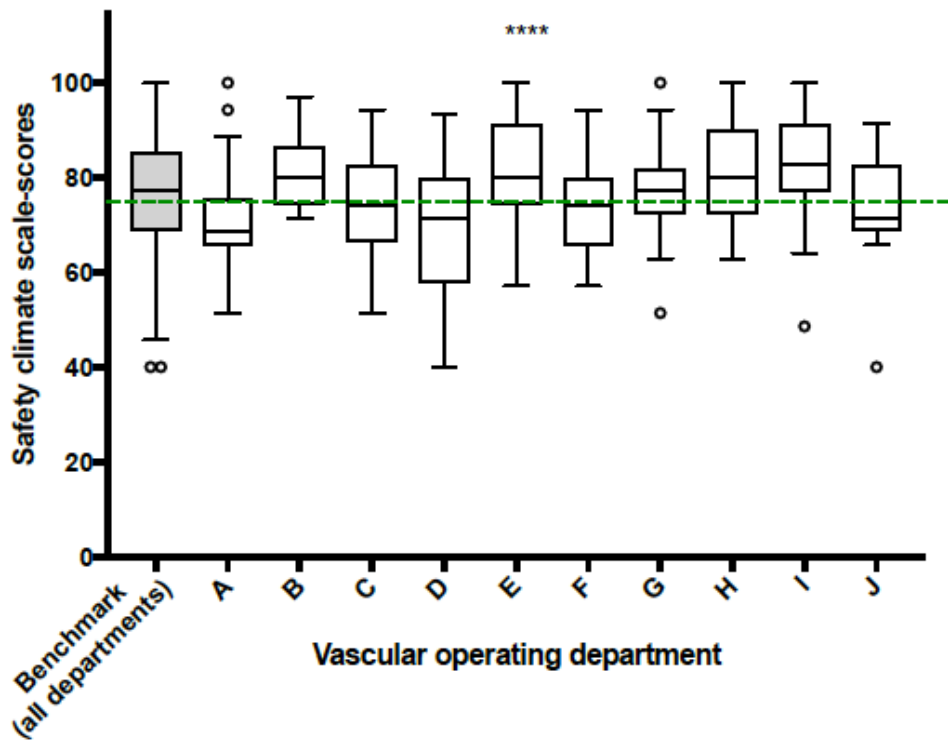 ****
Safety climate scale-scores
100
80
60
40
20
0
Benchmark
(all departments)
A
B
C
D
E
F
G
H
I
J
Vascular operating department